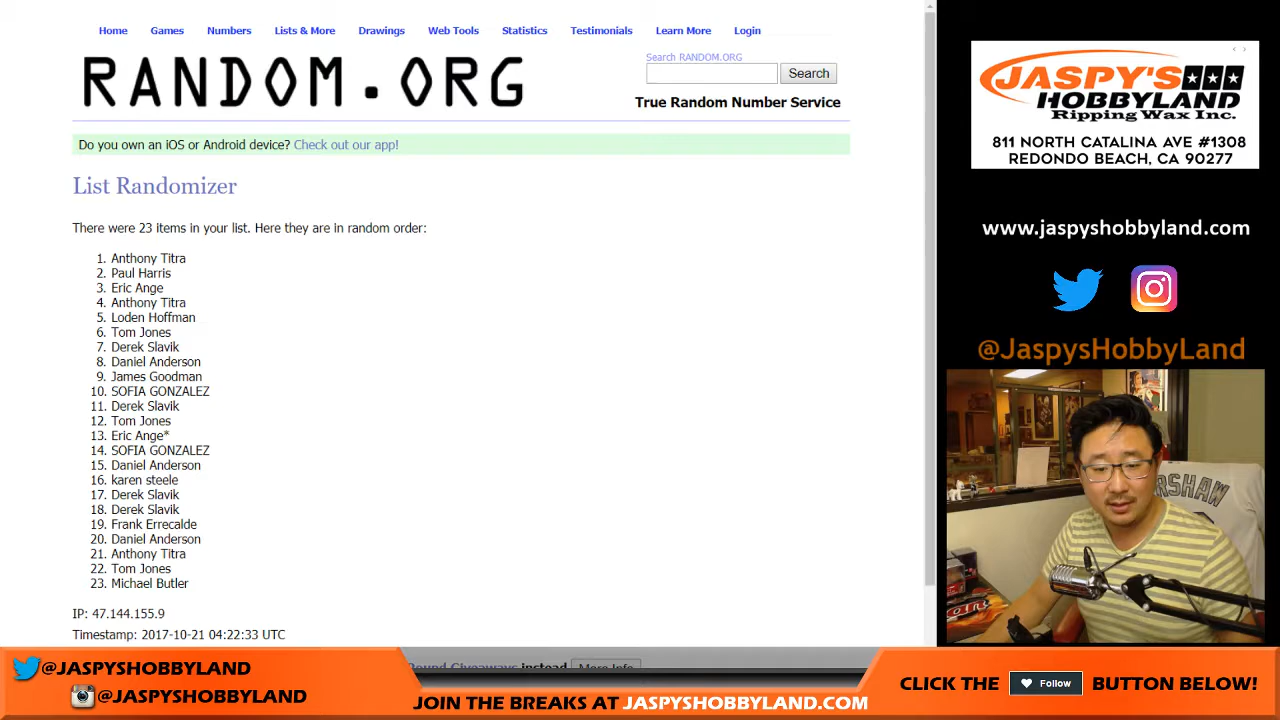 Home Games Numbers Lists & More Drawings Web Tools Statistics Testimonials Learn More Login
RANDOM.ORG
Search RANDOM.ORG
Search
True Random Number Service
Do you own an iOS or Android device? Check out our app!
List Randomizer
There were 23 items in your list. Here they are in random order:
1. Anthony Titra
2. Paul Harris
3. Eric Ange
4. Anthony Titra
5. Loden Hoffman
6. Tom Jones
7. Derek Slavik
8. Daniel Anderson
9. James Goodman
10. SOFIA GONZALEZ
11. Derek Slavik
12. Tom Jones
13. Eric Ange*
14. SOFIA GONZALEZ
15. Daniel Anderson
16. karen steele
17. Derek Slavik
18. Derek Slavik
19. Frank Errecalde
20. Daniel Anderson
21. Anthony Titra
22. Tom Jones
23. Michael Butler
IP: 47.144.155.9
Timestamp: 2017-10-21 04:22:33 UTC
Round Giveaways instead More Info
JASPY'S
HOBBYLAND
Ripping Wax Inc.
811 NORTH CATALINA AVE #1308
REDONDO BEACH, CA 90277
www.jaspyshobbyland.com
@JaspysHobbyLand
ERSHAW
@JASPYSHOBBYLAND
@JASPYSHOBBYLAND
JOIN THE BREAKS AT JASPYSHOBBYLAND.COM
CLICK THE Follow BUTTON BELOW!